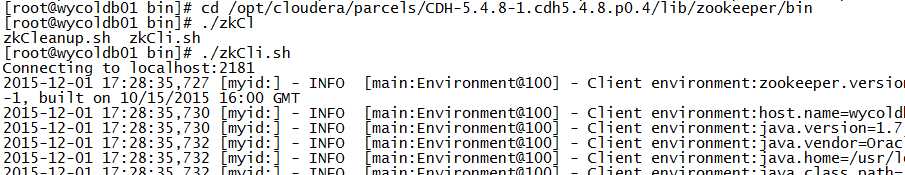 [root@wycoldb01 bin]# cd /opt/cloudera/parcels/CDH-5.4.8-1.cdh5.4.8.p0.4/lib/zookeeper/bin
[root@wycoldb01 bin]# ./zkCl
zkCleanup.sh  zkCli.sh
[root@wycoldb01 bin]# ./zkCli.sh
Connecting to localhost:2181
2015-12-01 17:28:35,727 [myid:] - INFO  [main:Environment@100] - Client environment:zookeeper.version
-1, built on 10/15/2015 16:00 GMT
2015-12-01 17:28:35,730 [myid:] - INFO  [main:Environment@100] - Client environment:host.name=wycold
2015-12-01 17:28:35,730 [myid:] - INFO  [main:Environment@100] - Client environment:java.version=1.7
2015-12-01 17:28:35,732 [myid:] - INFO  [main:Environment@100] - Client environment:java.vendor=Orac
2015-12-01 17:28:35,732 [myid:] - INFO  [main:Environment@100] - Client environment:java.home=/usr/l
2015-12-01 17:28:35,732 [myid:] - INFO  [main:Environment@100] - Client environment:java.class.path=